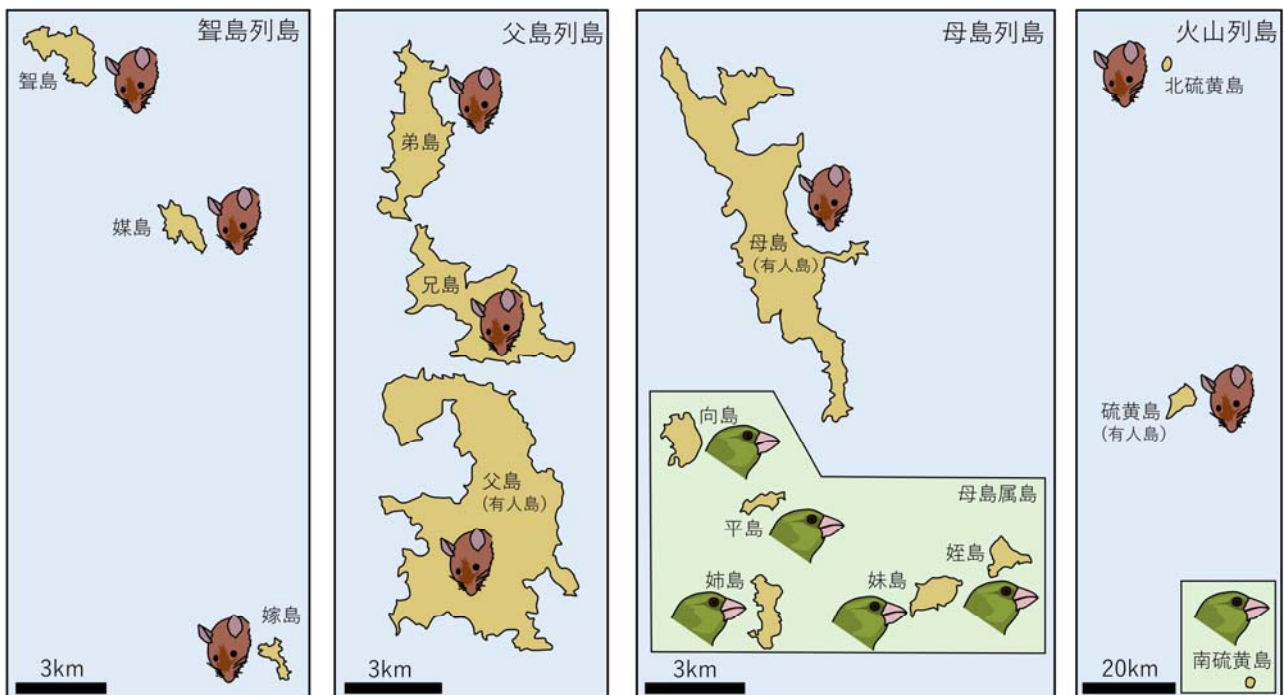 聟島列島
聟島
媒島
嫁島
3km
父島列島
弟島
兄島
父島
(有人島)
3km
母島列島
母島
(有人島)
向島
母島属島
平島
姪島
姉島
妹島
3km
火山列島
北硫黄島
硫黄島
(有人島)
南硫黄島
20km